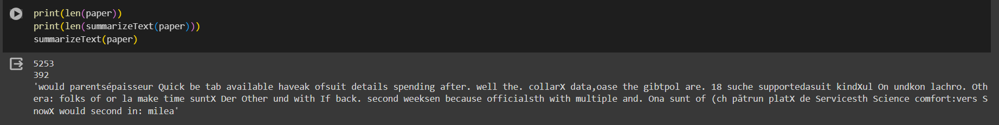 print(len(paper))
print(len(summarizeText(paper)))
summarizeText(paper)
5253
392
'would parentsépaisseur Quick be tab available haveak ofsuit details spending after. well the. collarX data,oase the gibtpol are. 18 suche supportedasuit kindXul On undkon lachro. Oth
era: folks of or la make time suntX Der Other und with If back. second weeksen because officialsth with multiple and. Ona sunt of (ch pătrun platX de Servicesth Science comfort:vers S
nowX would second in: milea'